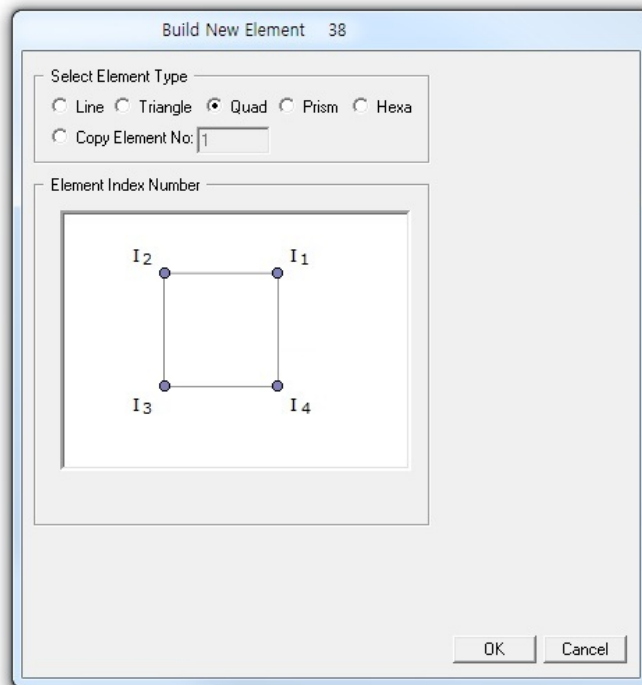 Build New Element 38
Select Element Type
Line Triangle Quad Prism Hexa
Copy Element No: 1
Element Index Number
I2 I1
I3 I4
OK Cancel